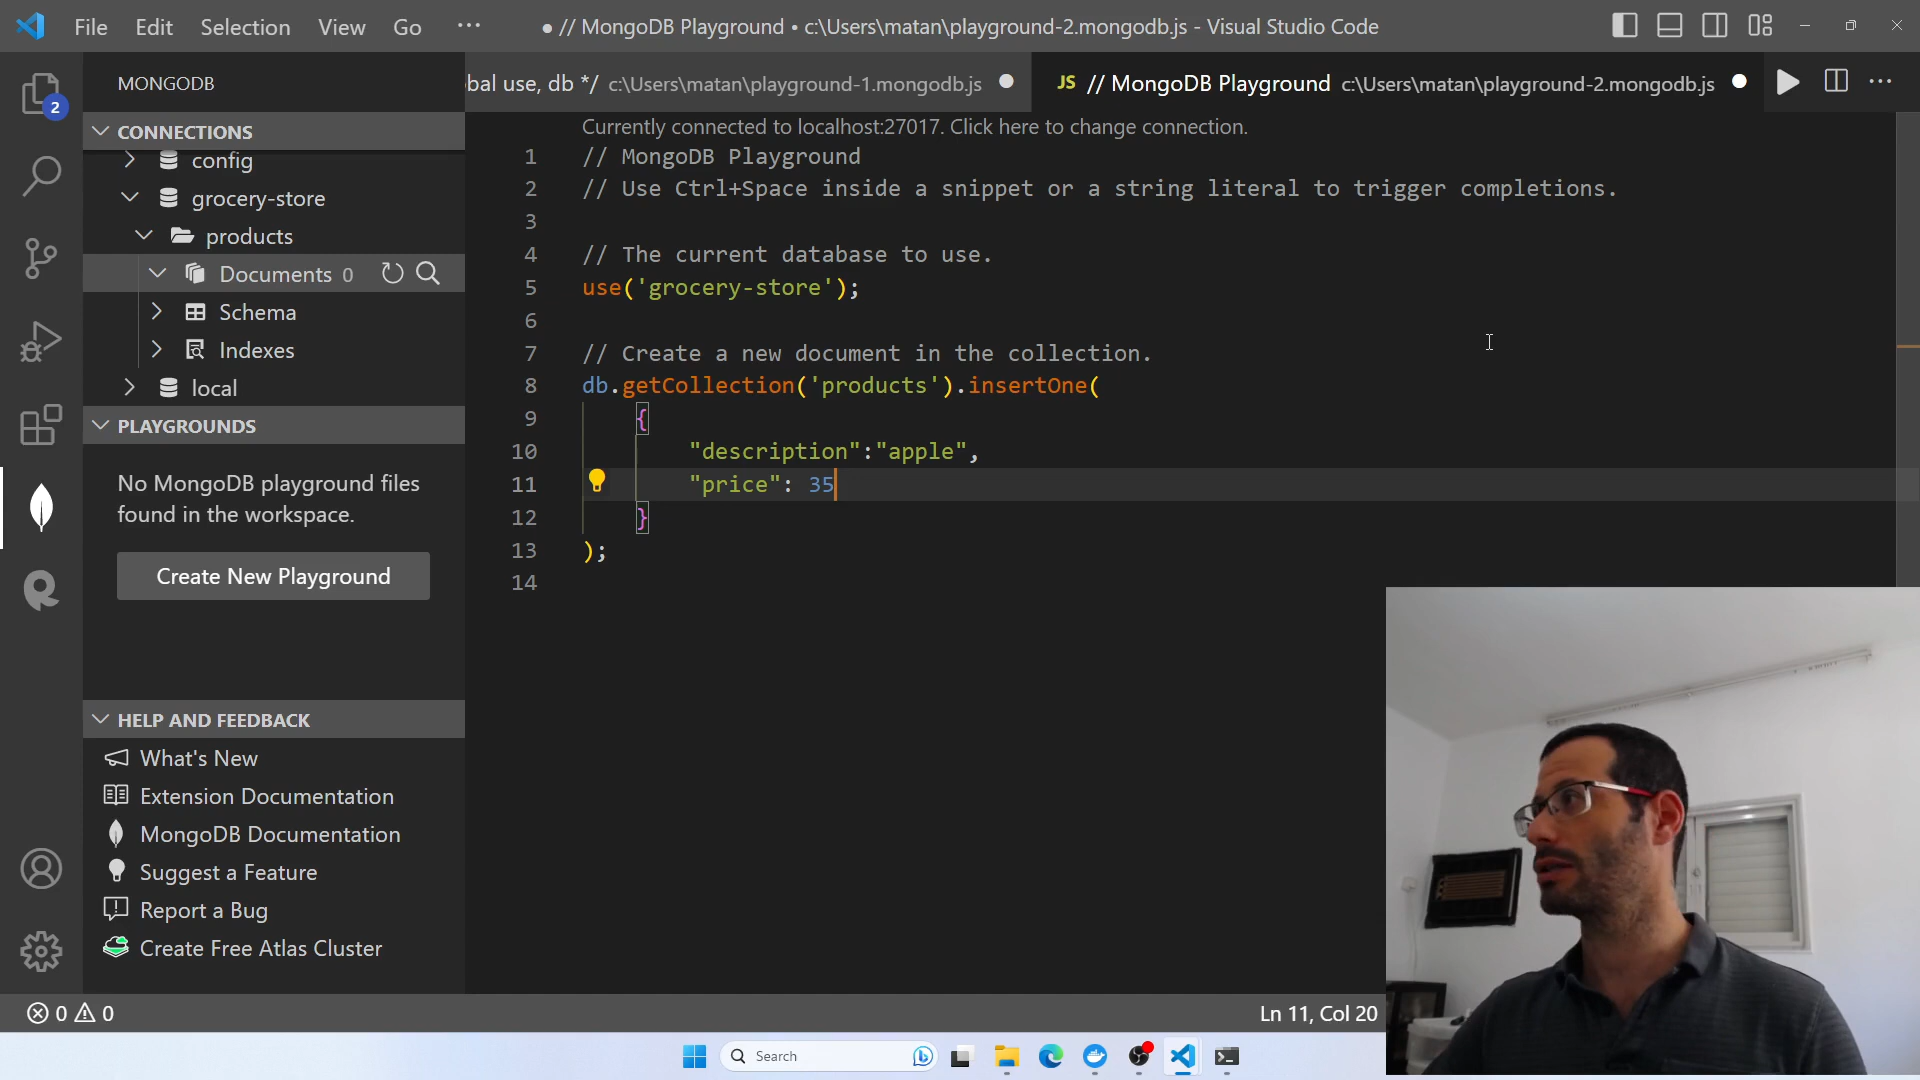 File Edit Selection View Go ···
● // MongoDB Playground • c:\Users\matan\playground-2.mongodb.js - Visual Studio Code
MONGODB
bal use, db */ c:\Users\matan\playground-1.mongodb.js
JS // MongoDB Playground c:\Users\matan\playground-2.mongodb.js
2
CONNECTIONS
config
grocery-store
products
Documents 0
Schema
Indexes
local
PLAYGROUNDS
No MongoDB playground files
found in the workspace.
Create New Playground
HELP AND FEEDBACK
What's New
Extension Documentation
MongoDB Documentation
Suggest a Feature
Report a Bug
Create Free Atlas Cluster
Currently connected to localhost:27017. Click here to change connection.
1 // MongoDB Playground
2 // Use Ctrl+Space inside a snippet or a string literal to trigger completions.
3
4 // The current database to use.
5 use('grocery-store');
6
7 // Create a new document in the collection.
8 db.getCollection('products').insertOne(
9 {
10 "description":"apple",
11 "price": 35
12 }
13 );
14
0 0
Ln 11, Col 20
Search